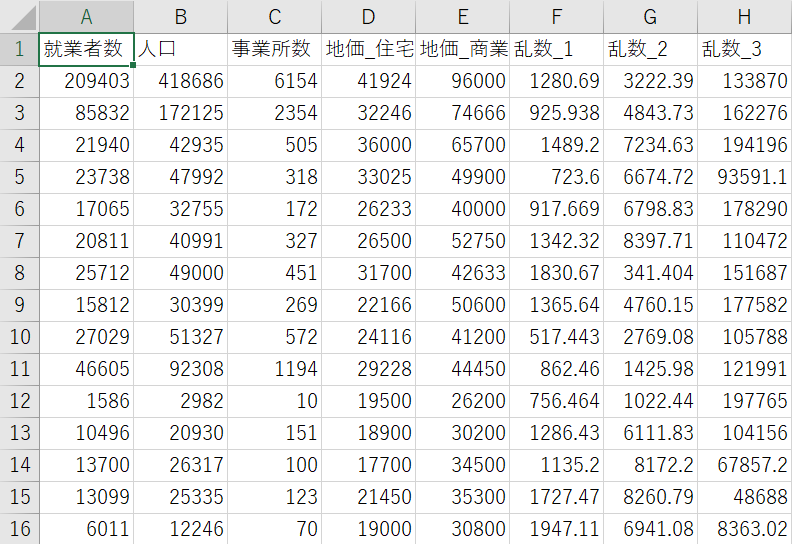 A B C D E F G H
1 就業者数 人口 事業所数 地価_住宅 地価_商業 乱数_1 乱数_2 乱数_3
2 209403 418686 6154 41924 96000 1280.69 3222.39 133870
3 85832 172125 2354 32246 74666 925.938 4843.73 162276
4 21940 42935 505 36000 65700 1489.2 7234.63 194196
5 23738 47992 318 33025 49900 723.6 6674.72 93591.1
6 17065 32755 172 26233 40000 917.669 6798.83 178290
7 20811 40991 327 26500 52750 1342.32 8397.71 110472
8 25712 49000 451 31700 42633 1830.67 341.404 151687
9 15812 30399 269 22166 50600 1365.64 4760.15 177582
10 27029 51327 572 24116 41200 517.443 2769.08 105788
11 46605 92308 1194 29228 44450 862.46 1425.98 121991
12 1586 2982 10 19500 26200 756.464 1022.44 197765
13 10496 20930 151 18900 30200 1286.43 6111.83 104156
14 13700 26317 100 17700 34500 1135.2 8172.2 67857.2
15 13099 25335 123 21450 35300 1727.47 8260.79 48688
16 6011 12246 70 19000 30800 1947.11 6941.08 8363.02